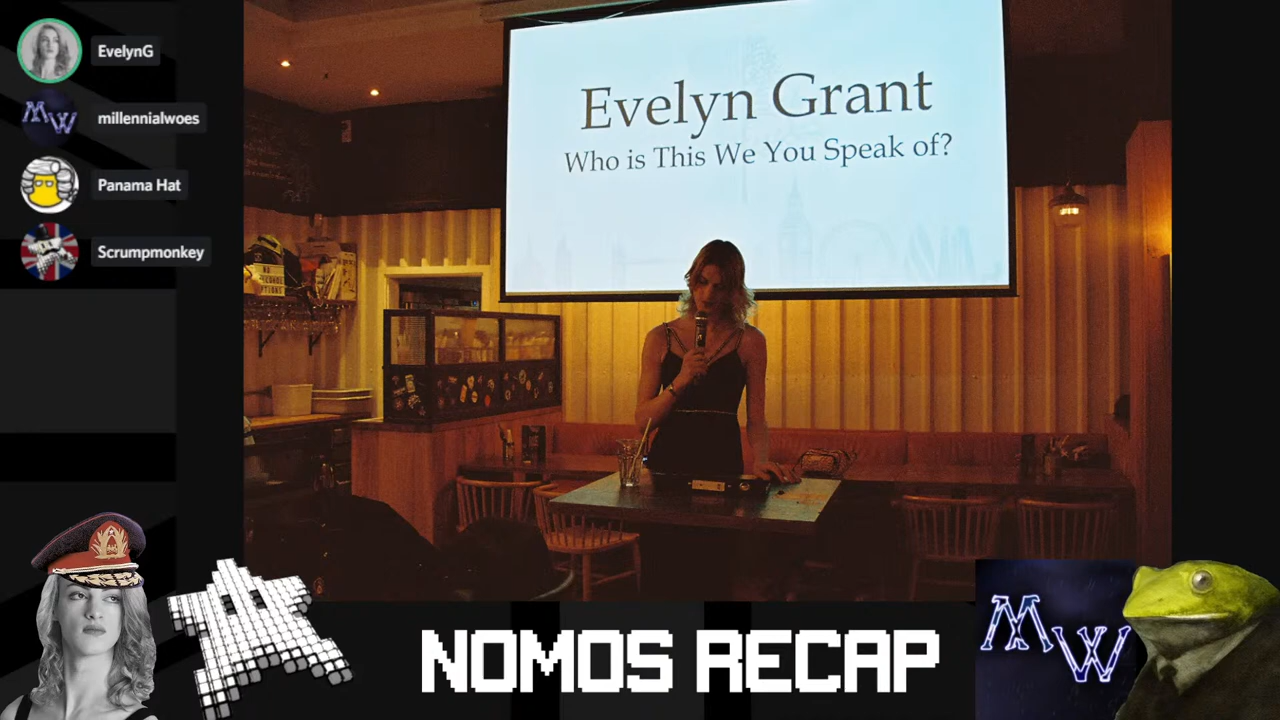 EvelynG
millennialwoes
Panama Hat
Scrumpmonkey
Evelyn Grant
Who is This We You Speak of?
NOMOS RECAP
MW
MW